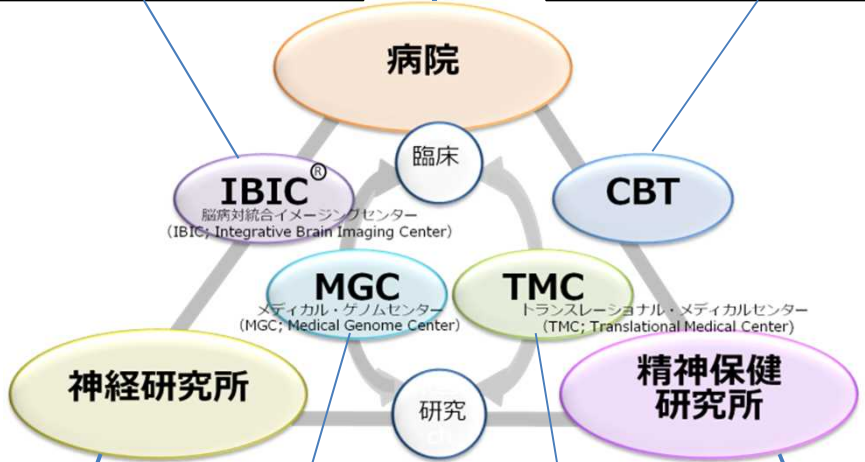 病院
臨床
IBIC®
脳病対統合イメージングセンター
(IBIC; Integrative Brain Imaging Center)
CBT
MGC
メディカル・ゲノムセンター
(MGC; Medical Genome Center)
TMC
トランスレーショナル・メディカルセンター
(TMC; Translational Medical Center)
神経研究所
研究
精神保健
研究所